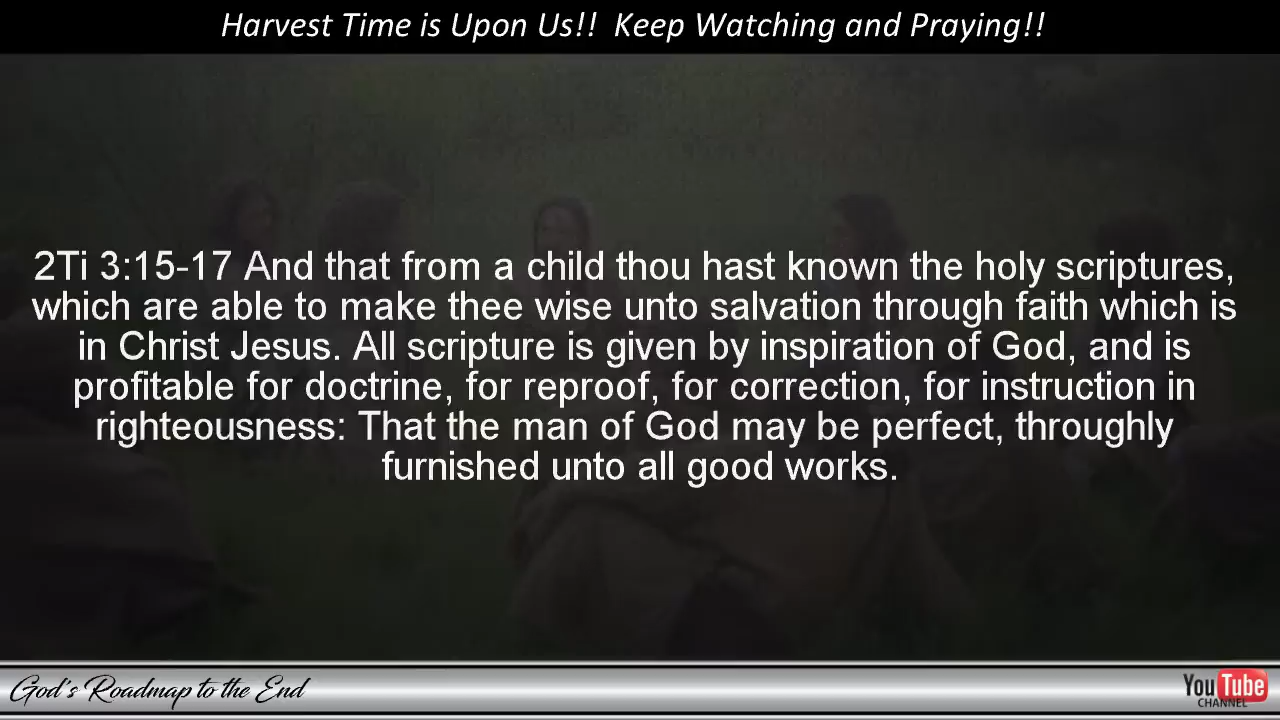 Harvest Time is Upon Us!! Keep Watching and Praying!!
2Ti 3:15-17 And that from a child thou hast known the holy scriptures,
which are able to make thee wise unto salvation through faith which is
in Christ Jesus. All scripture is given by inspiration of God, and is
profitable for doctrine, for reproof, for correction, for instruction in
righteousness: That the man of God may be perfect, throughly
furnished unto all good works.
God's Roadmap to the End
YouTube
CHANNEL